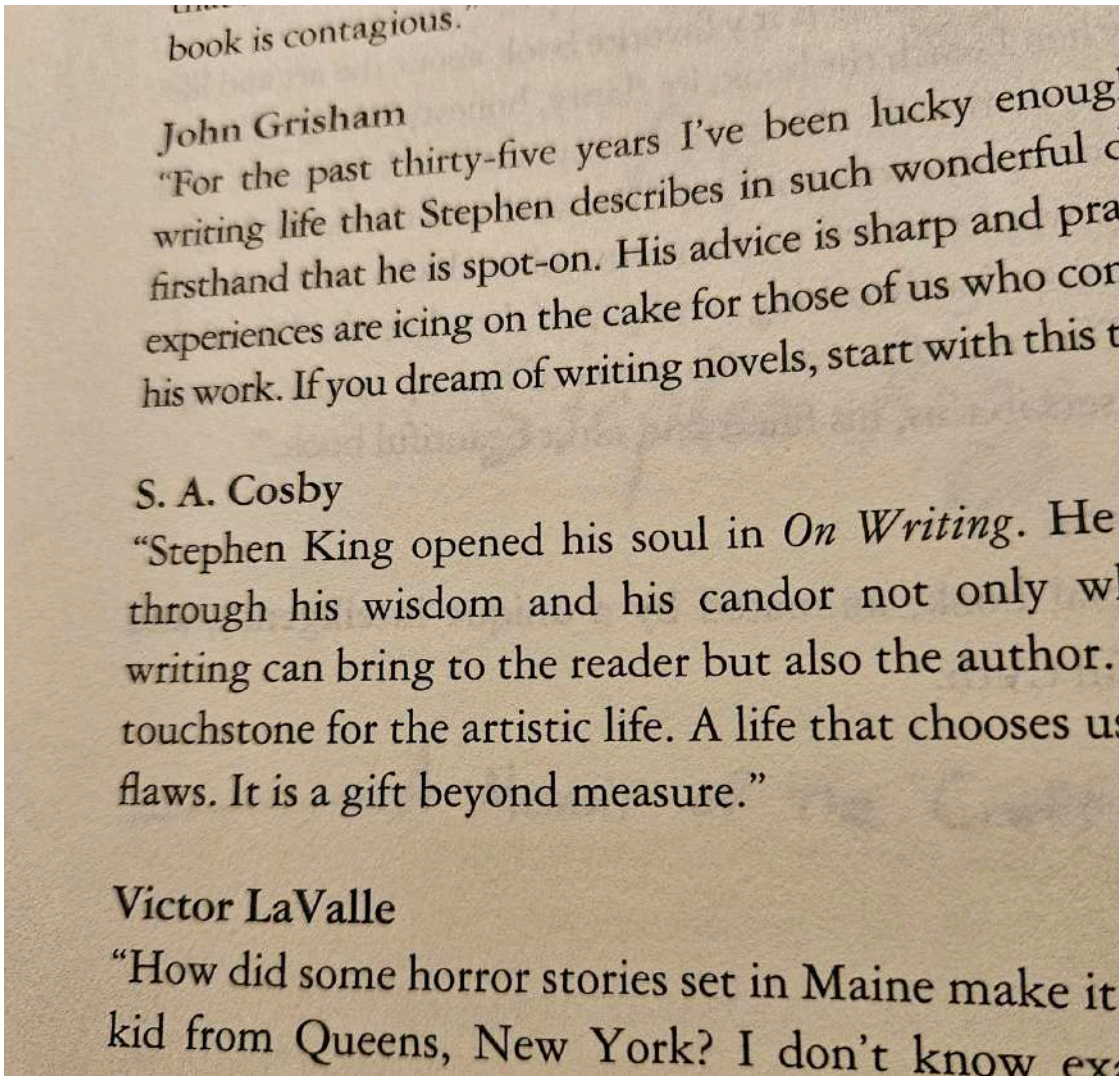 book is contagious.”
John Grisham
“For the past thirty-five years I've been lucky
writing life that Stephen describes in such wonderful
firsthand that he is spot-on. His advice is sharp and
experiences are icing on the cake for those of us who
his work. If you dream of writing novels, start with this
S. A. Cosby
“Stephen King opened his soul in On Writing. He
through his wisdom and his candor not only
writing can bring to the reader but also the author.
touchstone for the artistic life. A life that chooses
flaws. It is a gift beyond measure.”
Victor LaValle
“How did some horror stories set in Maine make it
kid from Queens, New York? I don't know